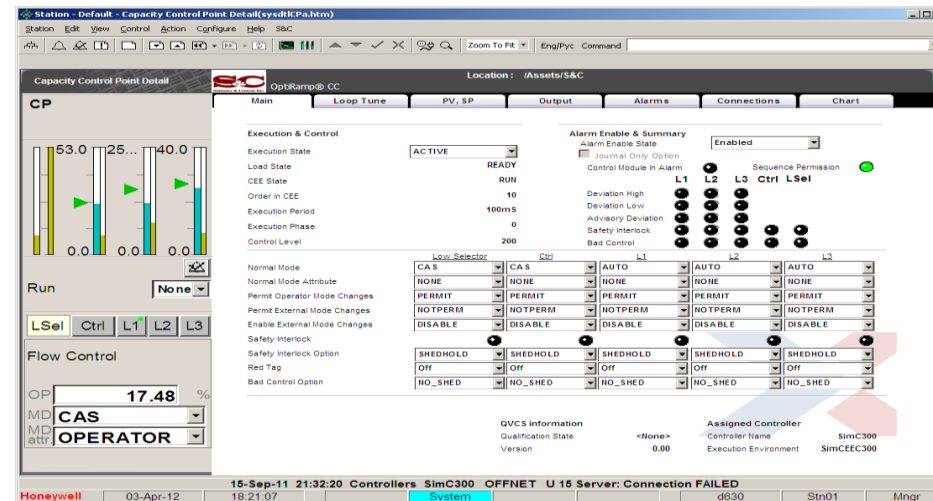 Station - Default - Capacity Control Point Detail(sysdtlCPa.htm)
Station Edit View Control Action Configure Help S&C
Zoom To Fit Eng/Pyc Command
Capacity Control Point Detail
S&C
OptiRamp® CC
Location : /Assets/S&C
CP
Main Loop Tune PV, SP Output Alarms Connections Chart
53.0 25... 40.0
0.0 0.0 0.0
Run None
LSel Ctrl L1 L2 L3
Flow Control
OP 17.48 %
MD CAS
MD attr. OPERATOR
Execution & Control
Execution State ACTIVE
Load State READY
CEE State RUN
Order in CEE 10
Execution Period 100mS
Execution Phase 0
Control Level 200
Alarm Enable & Summary
Alarm Enable State Enabled
Journal Only Option
Control Module In Alarm Sequence Permission
L1 L2 L3 Ctrl LSel
Deviation High
Deviation Low
Advisory Deviation
Safety Interlock
Bad Control
Low Selector Ctrl L1 L2 L3
Normal Mode CAS CAS AUTO AUTO AUTO
Normal Mode Attribute NONE NONE NONE NONE NONE
Permit Operator Mode Changes PERMIT PERMIT PERMIT PERMIT PERMIT
Permit External Mode Changes NOTPERM NOTPERM NOTPERM NOTPERM NOTPERM
Enable External Mode Changes DISABLE DISABLE DISABLE DISABLE DISABLE
Safety Interlock
Safety Interlock Option SHEDHOLD SHEDHOLD SHEDHOLD SHEDHOLD SHEDHOLD
Red Tag Off Off Off Off Off
Bad Control Option NO_SHED NO_SHED NO_SHED NO_SHED NO_SHED
QVCS Information
Qualification State <None>
Version 0.00
Assigned Controller
Controller Name SimC300
Execution Environment SimCEEC300
15-Sep-11 21:32:20 Controllers SimC300 OFFNET U 15 Server: Connection FAILED
Honeywell 03-Apr-12 18:21:07 System d630 Stn01 Mngr